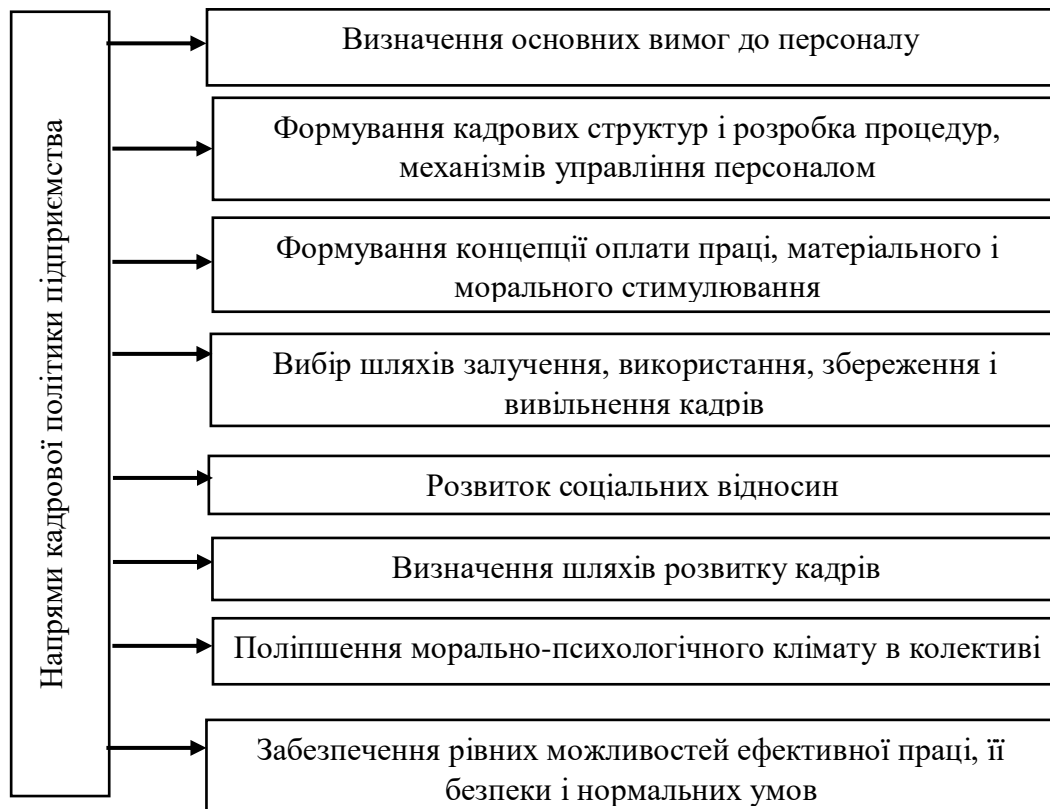 Напрями кадрової політики підприємства
Визначення основних вимог до персоналу
Формування кадрових структур і розробка процедур,
механізмів управління персоналом
Формування концепції оплати праці, матеріального і
морального стимулювання
Вибір шляхів залучення, використання, збереження і
вивільнення кадрів
Розвиток соціальних відносин
Визначення шляхів розвитку кадрів
Поліпшення морально-психологічного клімату в колективі
Забезпечення рівних можливостей ефективної праці, її
безпеки і нормальних умов